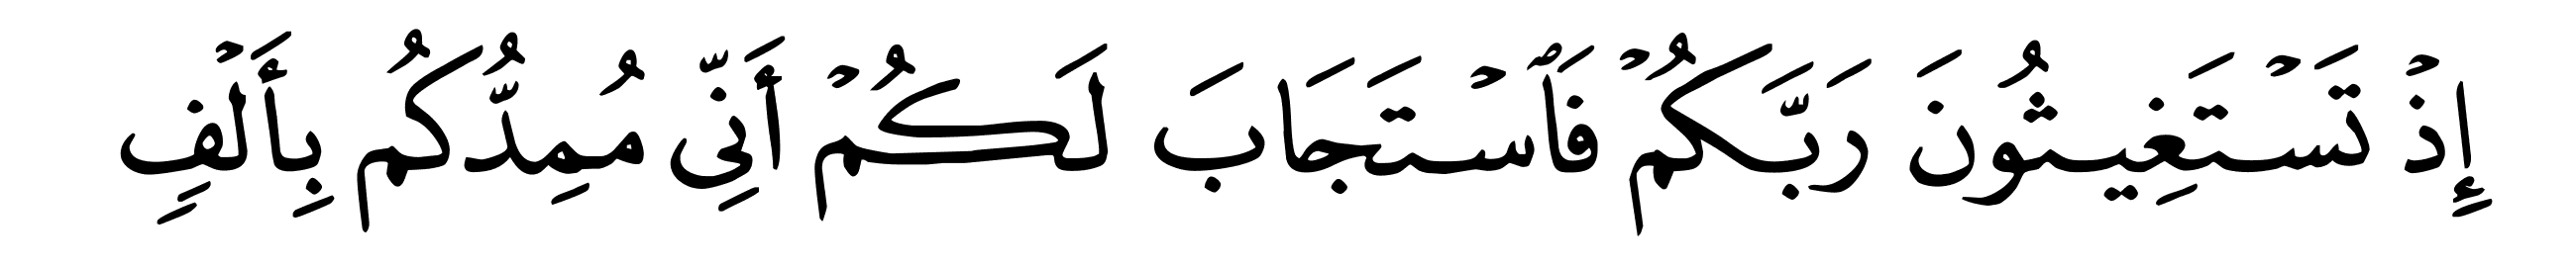 إِذۡ تَسۡتَغِيثُونَ رَبَّكُمۡ فَٱسۡتَجَابَ لَكُمۡ أَنِّي مُمِدُّكُم بِأَلۡفٖ